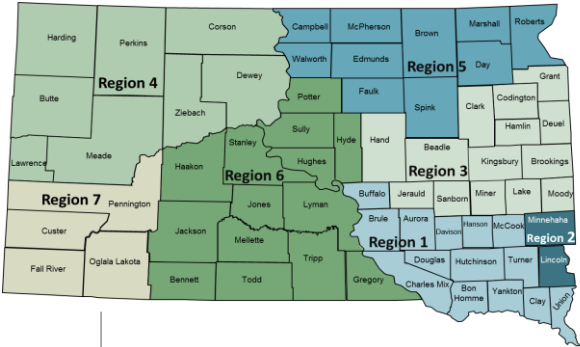 Harding
Perkins
Corson
Campbell
McPherson
Brown
Marshall
Roberts
Walworth
Edmunds
Day
Region 5
Dewey
Region 4
Butte
Ziebach
Potter
Faulk
Spink
Grant
Codington
Clark
Hamlin
Deuel
Sully
Stanley
Hyde
Hand
Beadle
Region 3
Kingsbury
Brookings
Lawrence
Meade
Haakon
Hughes
Region 6
Region 7
Pennington
Jones
Lyman
Buffalo
Jerauld
Sanborn
Miner
Lake
Moody
Custer
Jackson
Mellette
Brule
Aurora
Davison
Hanson
McCook
Minnehaha
Region 2
Region 1
Fall River
Oglala Lakota
Bennett
Todd
Tripp
Gregory
Douglas
Hutchinson
Turner
Lincoln
Charles Mix
Bon
Homme
Yankton
Clay
Union